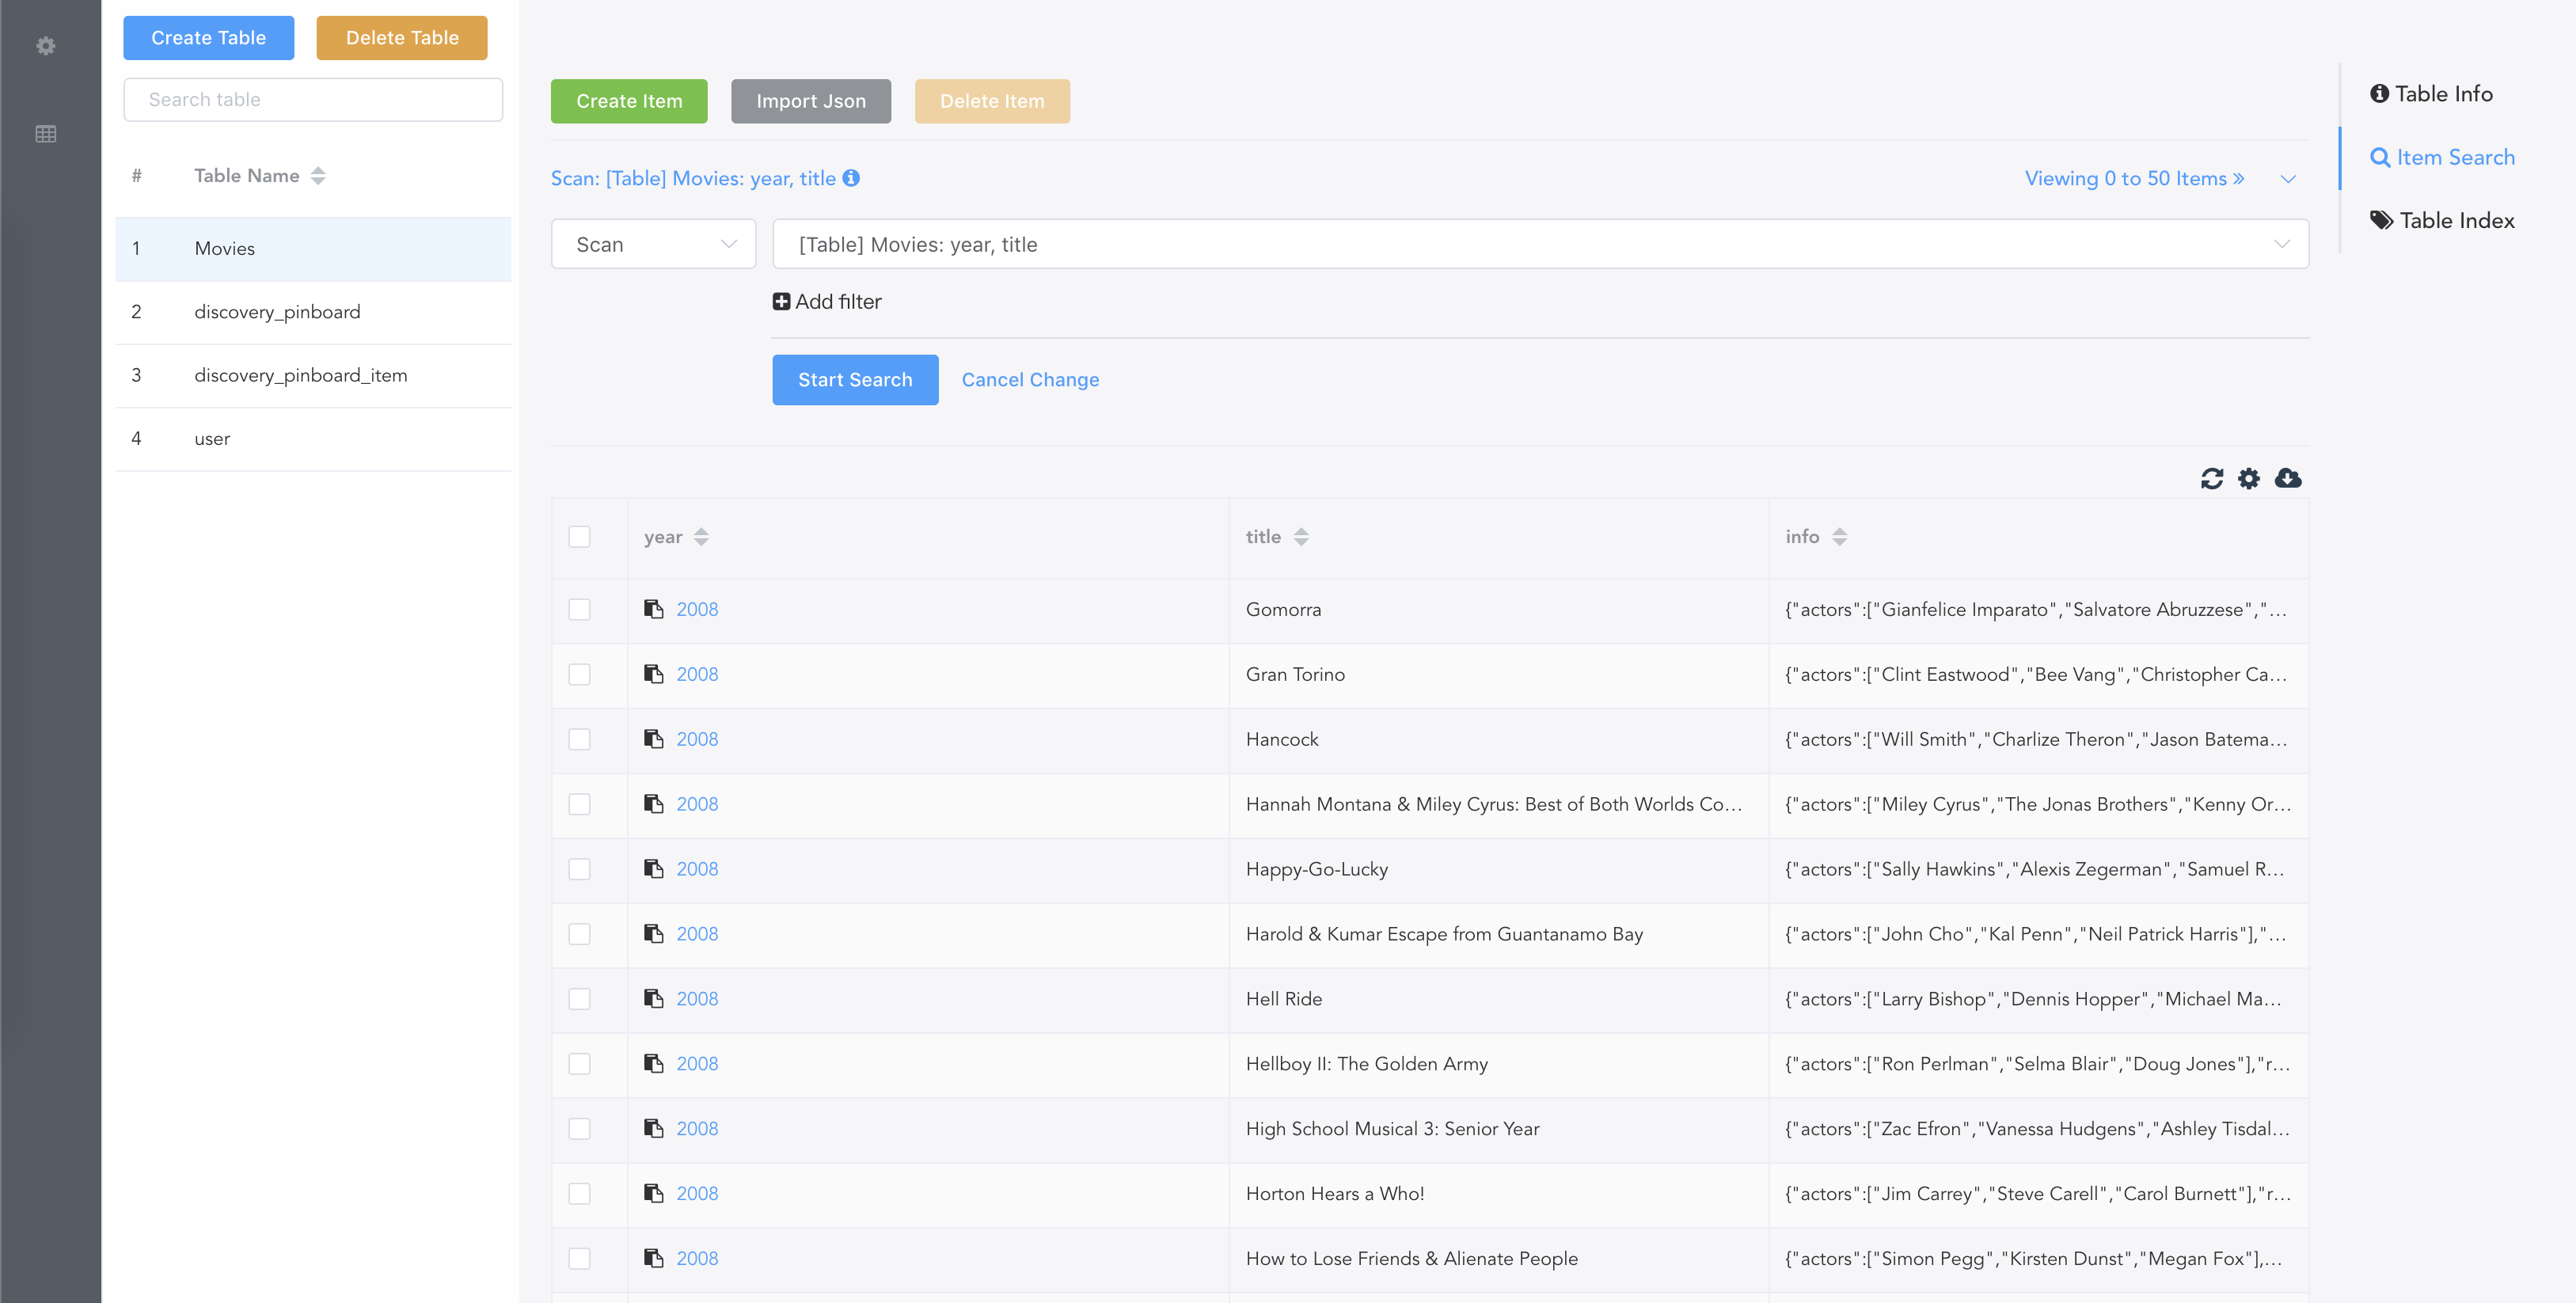 Create Table
Delete Table
Search table
# Table Name
1 Movies
2 discovery_pinboard
3 discovery_pinboard_item
4 user
Create Item
Import Json
Delete Item
Scan: [Table] Movies: year, title
Viewing 0 to 50 Items »
Scan
[Table] Movies: year, title
Add filter
Start Search
Cancel Change
year title info
2008 Gomorra {"actors":["Gianfelice Imparato","Salvatore Abruzzese","...
2008 Gran Torino {"actors":["Clint Eastwood","Bee Vang","Christopher Ca...
2008 Hancock {"actors":["Will Smith","Charlize Theron","Jason Batema...
2008 Hannah Montana & Miley Cyrus: Best of Both Worlds Co... {"actors":["Miley Cyrus","The Jonas Brothers","Kenny Or...
2008 Happy-Go-Lucky {"actors":["Sally Hawkins","Alexis Zegerman","Samuel R...
2008 Harold & Kumar Escape from Guantanamo Bay {"actors":["John Cho","Kal Penn","Neil Patrick Harris"],"...
2008 Hell Ride {"actors":["Larry Bishop","Dennis Hopper","Michael Ma...
2008 Hellboy II: The Golden Army {"actors":["Ron Perlman","Selma Blair","Doug Jones"],"r...
2008 High School Musical 3: Senior Year {"actors":["Zac Efron","Vanessa Hudgens","Ashley Tisdal...
2008 Horton Hears a Who! {"actors":["Jim Carrey","Steve Carell","Carol Burnett"],"r...
2008 How to Lose Friends & Alienate People {"actors":["Simon Pegg","Kirsten Dunst","Megan Fox"],...
Table Info
Item Search
Table Index